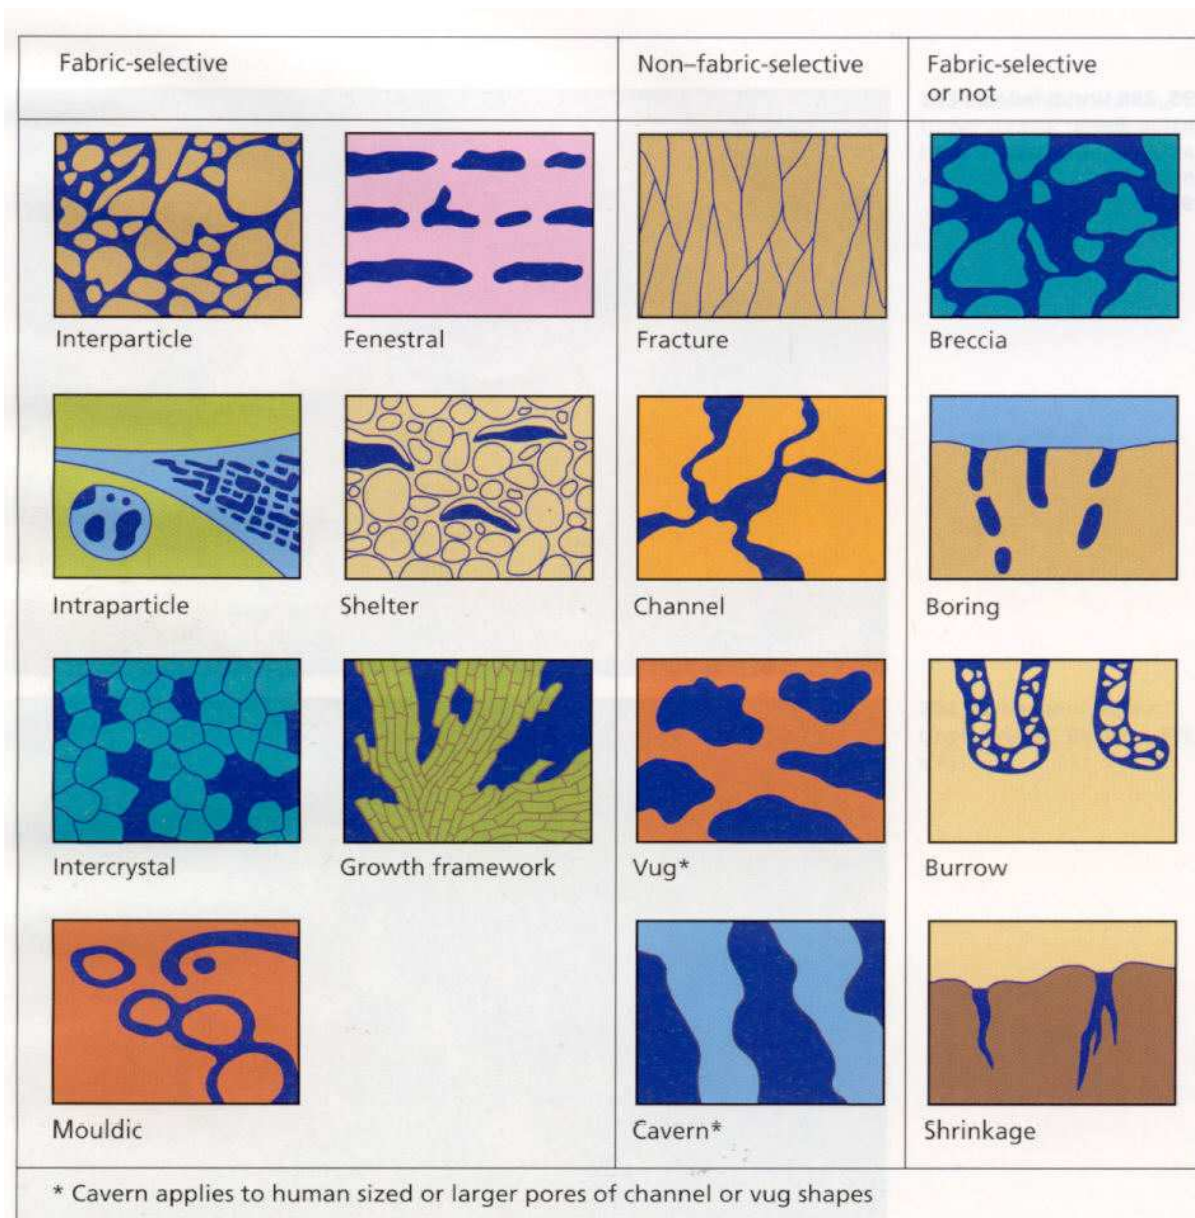 Fabric-selective
Non–fabric-selective
Fabric-selective
or not
Interparticle
Fenestral
Fracture
Breccia
Intraparticle
Shelter
Channel
Boring
Intercrystal
Growth framework
Vug*
Burrow
Mouldic
Cavern*
Shrinkage
* Cavern applies to human sized or larger pores of channel or vug shapes